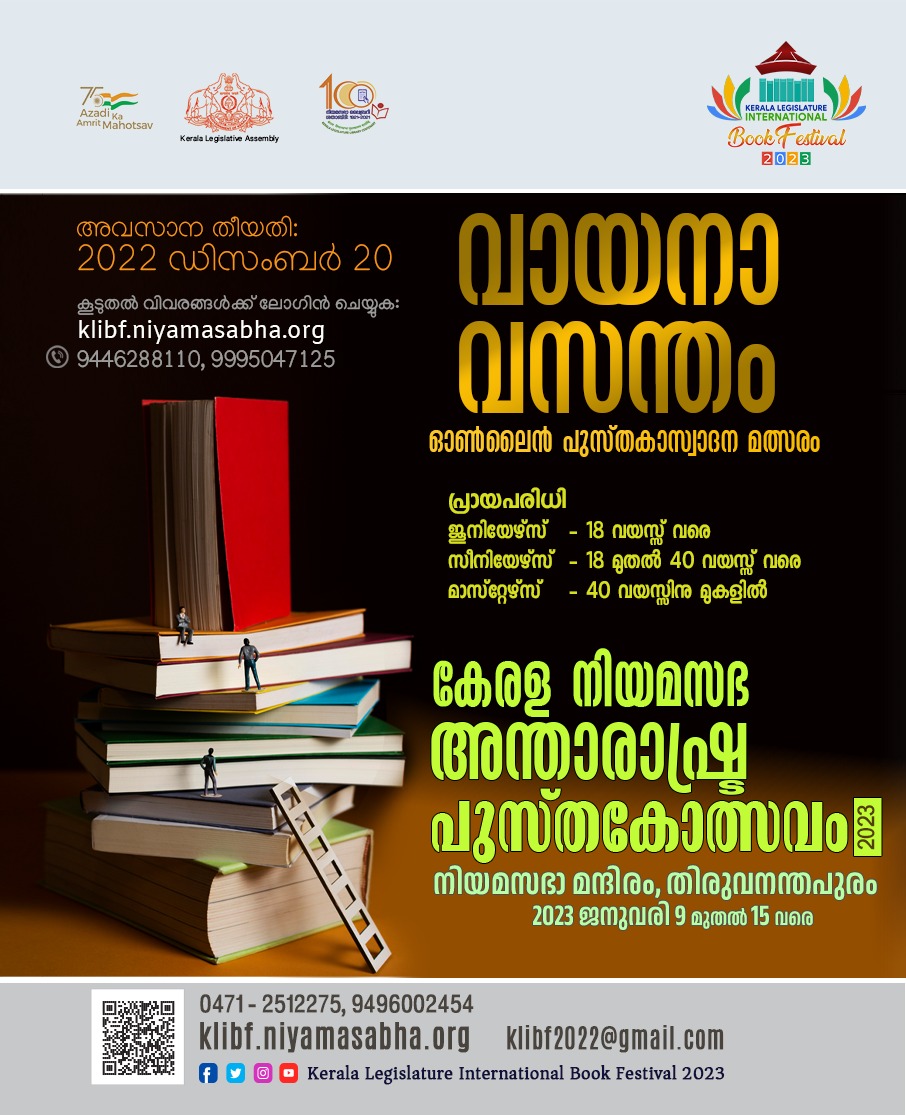 75
Azadi Ka
Amrit Mahotsav
Kerala Legislative Assembly
100
KERALA LEGISLATURE
INTERNATIONAL
Book Festival
2023
അവസാന തീയതി:
2022 ഡിസംബർ 20
കൂടുതൽ വിവരങ്ങൾക്ക് ലോഗിൻ ചെയ്യുക:
klibf.niyamasabha.org
9446288110, 9995047125
വായനാ
വസന്തം
ഓൺലൈൻ പുസ്തകാസ്വാദന മത്സരം
പ്രായപരിധി
ജൂനിയേഴ്സ് - 18 വയസ്സ് വരെ
സീനിയേഴ്സ് - 18 മുതൽ 40 വയസ്സ് വരെ
മാസ്റ്റേഴ്സ് - 40 വയസ്സിനു മുകളിൽ
കേരള നിയമസഭ
അന്താരാഷ്ട്ര
പുസ്തകോത്സവം 2023
നിയമസഭാ മന്ദിരം, തിരുവനന്തപുരം
2023 ജനുവരി 9 മുതൽ 15 വരെ
0471 - 2512275, 9496002454
klibf.niyamasabha.org klibf2022@gmail.com
Kerala Legislature International Book Festival 2023